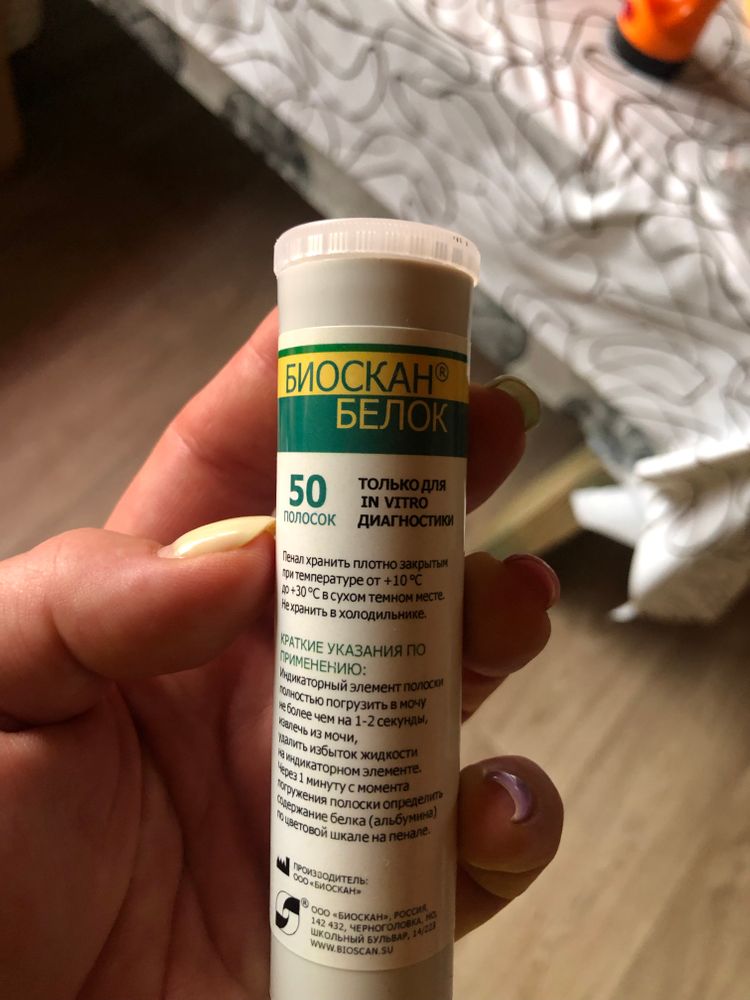 БИОСКАН®
БЕЛОК
50
ПОЛОСОК
ТОЛЬКО ДЛЯ
IN VITRO
ДИАГНОСТИКИ
Пенал хранить плотно закрытым
при температуре от +10 °C
до +30 °C в сухом темном месте.
Не хранить в холодильнике.
КРАТКИЕ УКАЗАНИЯ ПО
ПРИМЕНЕНИЮ:
Индикаторный элемент полоски
полностью погрузить в мочу
не более чем на 1-2 секунды,
извлечь из мочи,
удалить избыток жидкости
на индикаторном элементе.
Через 1 минуту с момента
погружения полоски определить
содержание белка (альбумина)
по цветовой шкале на пенале.
ПРОИЗВОДИТЕЛЬ:
ООО «БИОСКАН»
® ООО «БИОСКАН», РОССИЯ,
142 432, ЧЕРНОГОЛОВКА, МО,
ШКОЛЬНЫЙ БУЛЬВАР, 14/223
WWW.BIOSCAN.SU